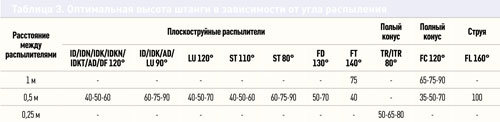 Таблица 3. Оптимальная высота штанги в зависимости от угла распыления
Расстояние между распылителями
Плоскоструйные распылители
Полый конус
Полный конус
Струя
ID/IDN/IDK/IDKN/ IDKT/AD/DF 120°
ID/IDK/AD/ LU 90°
LU 120°
ST 110°
ST 80°
FD 130°
FT 140°
TR/ITR 80°
FC 120°
FL 160°
1 м - - - - - - 75 - 65-75-90 -
0,5 м 40-50-60 60-75-90 40-50-70 40-50-60 60-75-90 50-70 40 - 35-50-70 100
0,25 м - - - - - - - 50-65-80 - -